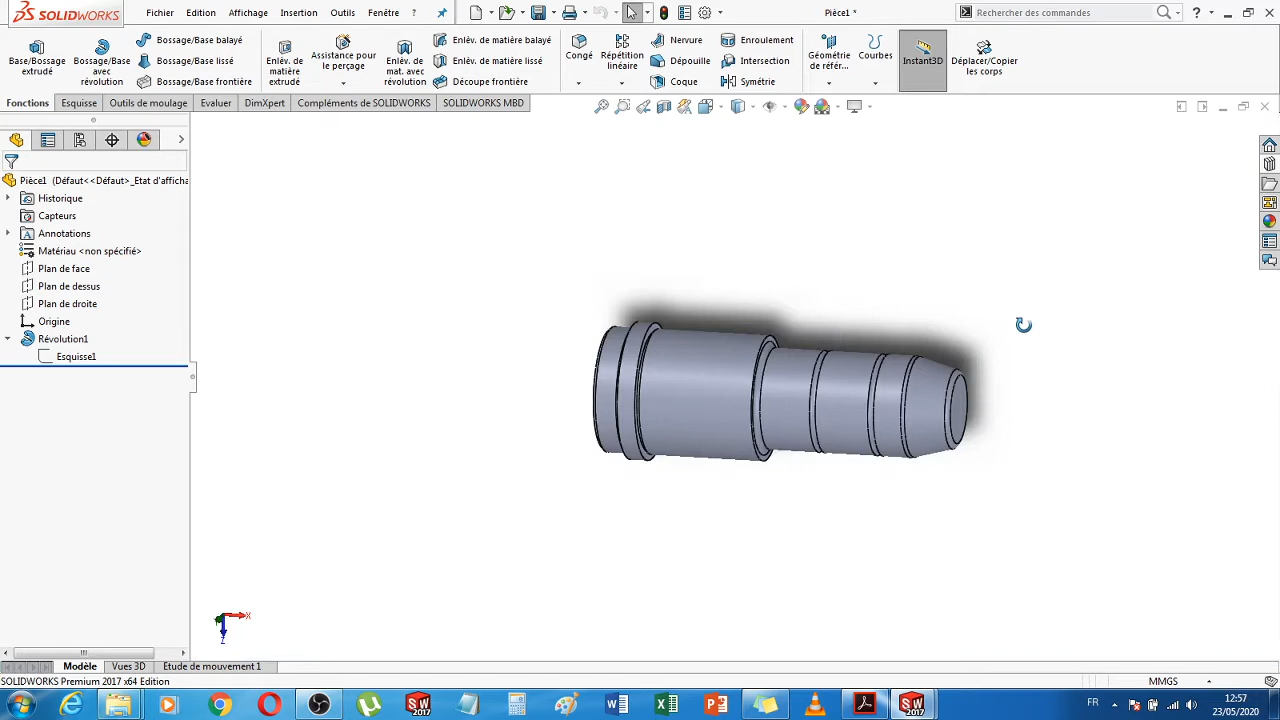 SOLIDWORKS
Fichier Edition Affichage Insertion Outils Fenêtre
Pièce1 *
Rechercher des commandes
Base/Bossage extrudé
Bossage/Base avec révolution
Bossage/Base balayé
Bossage/Base lissé
Bossage/Base frontière
Enlèv. de matière extrudé
Assistance pour le perçage
Enlèv. de mat. avec révolution
Enlèv. de matière balayé
Enlèv. de matière lissé
Découpe frontière
Congé
Répétition linéaire
Nervure
Dépouille
Coque
Enroulement
Intersection
Symétrie
Géométrie de référ...
Courbes
Instant3D
Déplacer/Copier les corps
Fonctions Esquisse Outils de moulage Evaluer DimXpert Compléments de SOLIDWORKS SOLIDWORKS MBD
Pièce1 (Défaut<<Défaut>_Etat d'afficha
Historique
Capteurs
Annotations
Matériau <non spécifié>
Plan de face
Plan de dessus
Plan de droite
Origine
Révolution1
Esquisse1
X
Z
Modèle Vues 3D Etude de mouvement 1
SOLIDWORKS Premium 2017 x64 Edition
MMGS
FR
12:57
23/05/2020